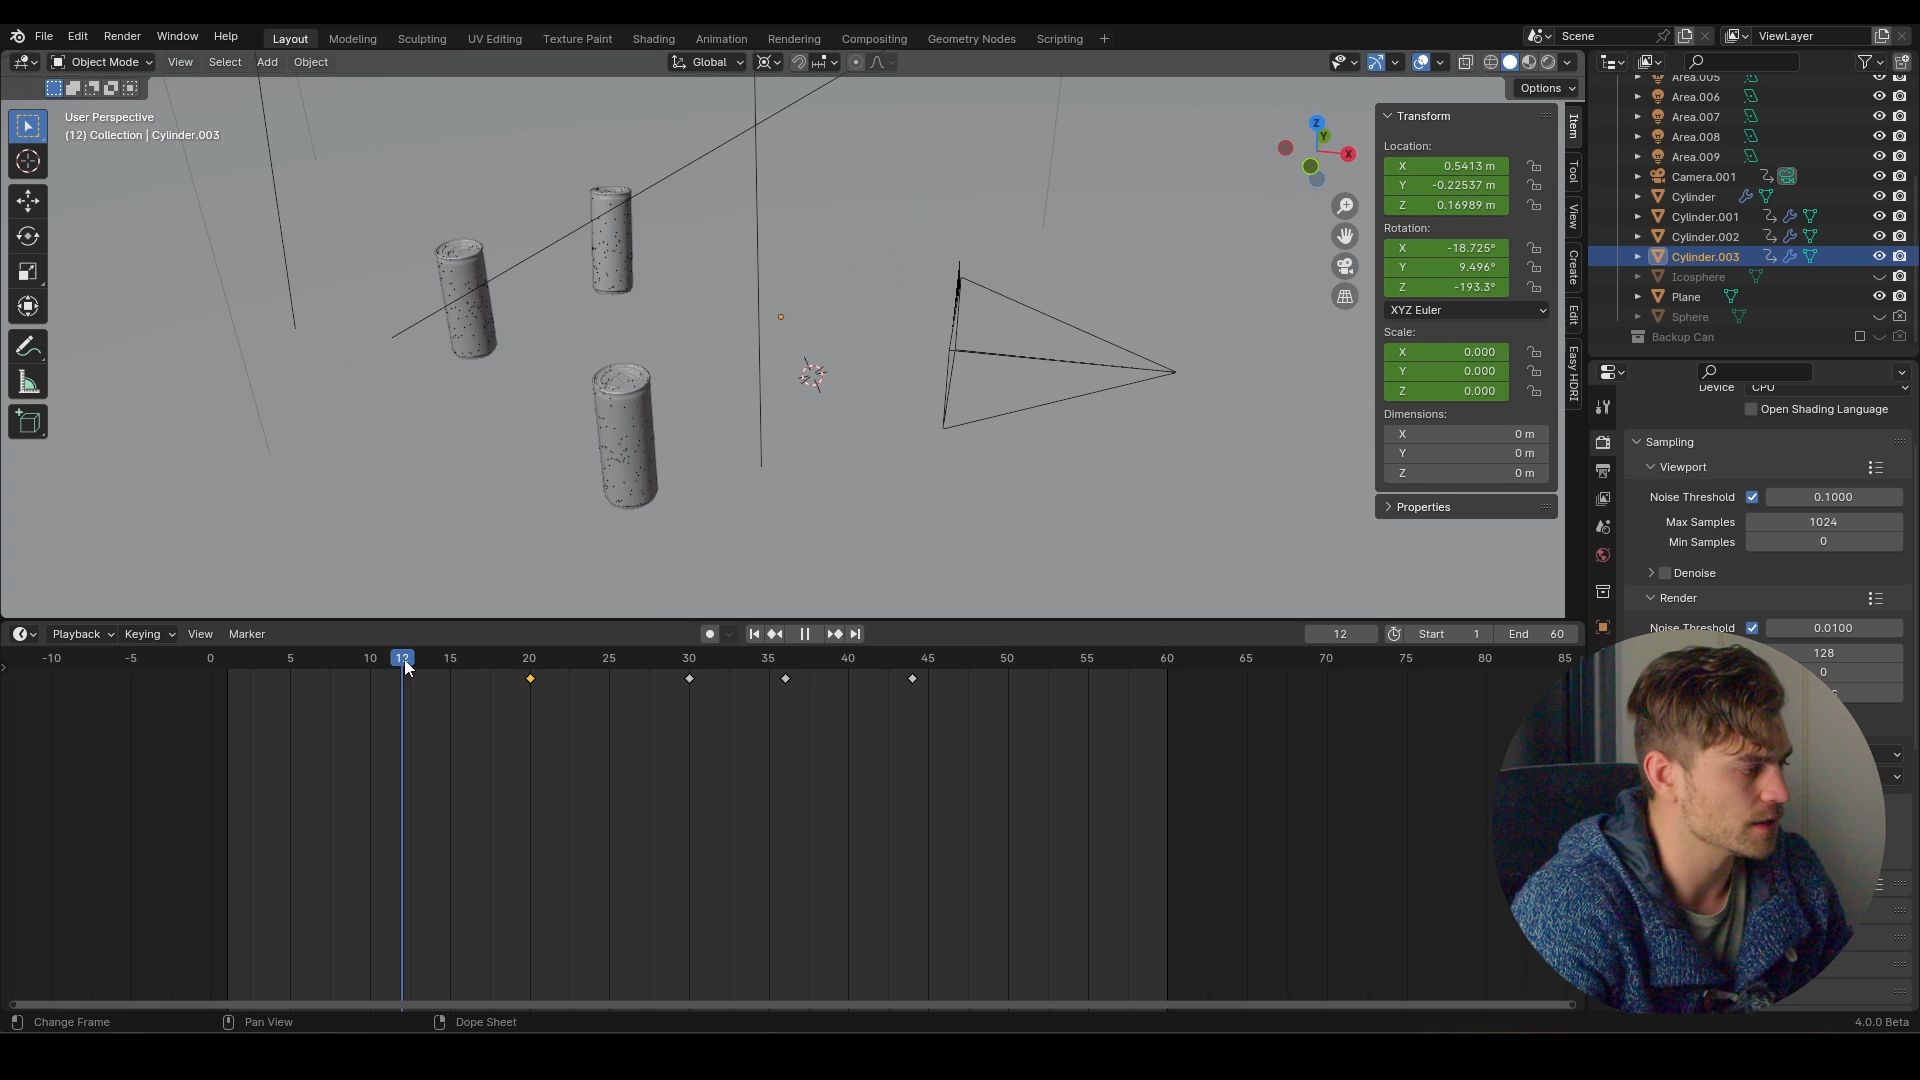 File Edit Render Window Help Layout Modeling Sculpting UV Editing Texture Paint Shading Animation Rendering Compositing Geometry Nodes Scripting + Scene ViewLayer
Object Mode View Select Add Object Global
Options
User Perspective
(12) Collection | Cylinder.003
Z
Y
X
Transform
Location:
X 0.5413 m
Y -0.22537 m
Z 0.16989 m
Rotation:
X -18.725°
Y 9.496°
Z -193.3°
XYZ Euler
Scale:
X 0.000
Y 0.000
Z 0.000
Dimensions:
X 0 m
Y 0 m
Z 0 m
Properties
Item
Tool
View
Create
Edit
Easy HDRI
Area.005
Area.006
Area.007
Area.008
Area.009
Camera.001
Cylinder
Cylinder.001
Cylinder.002
Cylinder.003
Icosphere
Plane
Sphere
Backup Can
Device CPU
Open Shading Language
Sampling
Viewport
Noise Threshold 0.1000
Max Samples 1024
Min Samples 0
Denoise
Render
Noise Threshold 0.0100
128
0
Playback Keying View Marker 12 Start 1 End 60
-10 -5 0 5 10 12 15 20 25 30 35 40 45 50 55 60 65 70 75 80 85
Change Frame Pan View Dope Sheet 4.0.0 Beta